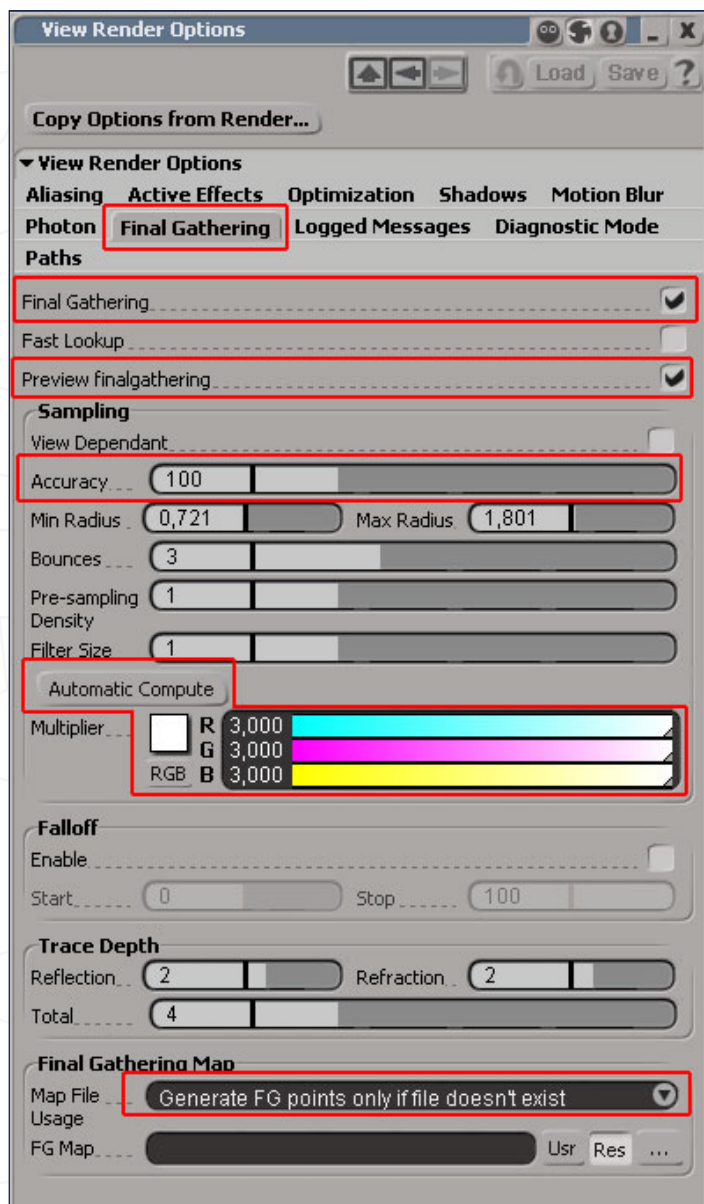 View Render Options
Load Save ?
Copy Options from Render...
View Render Options
Aliasing Active Effects Optimization Shadows Motion Blur
Photon Final Gathering Logged Messages Diagnostic Mode
Paths
Final Gathering
Fast Lookup
Preview finalgathering
Sampling
View Dependant
Accuracy 100
Min Radius 0,721 Max Radius 1,801
Bounces 3
Pre-sampling 1
Density
Filter Size 1
Automatic Compute
Multiplier R 3,000
G 3,000
RGB B 3,000
Falloff
Enable
Start 0 Stop 100
Trace Depth
Reflection 2 Refraction 2
Total 4
Final Gathering Map
Map File Generate FG points only if file doesn't exist
Usage
FG Map Usr Res ...